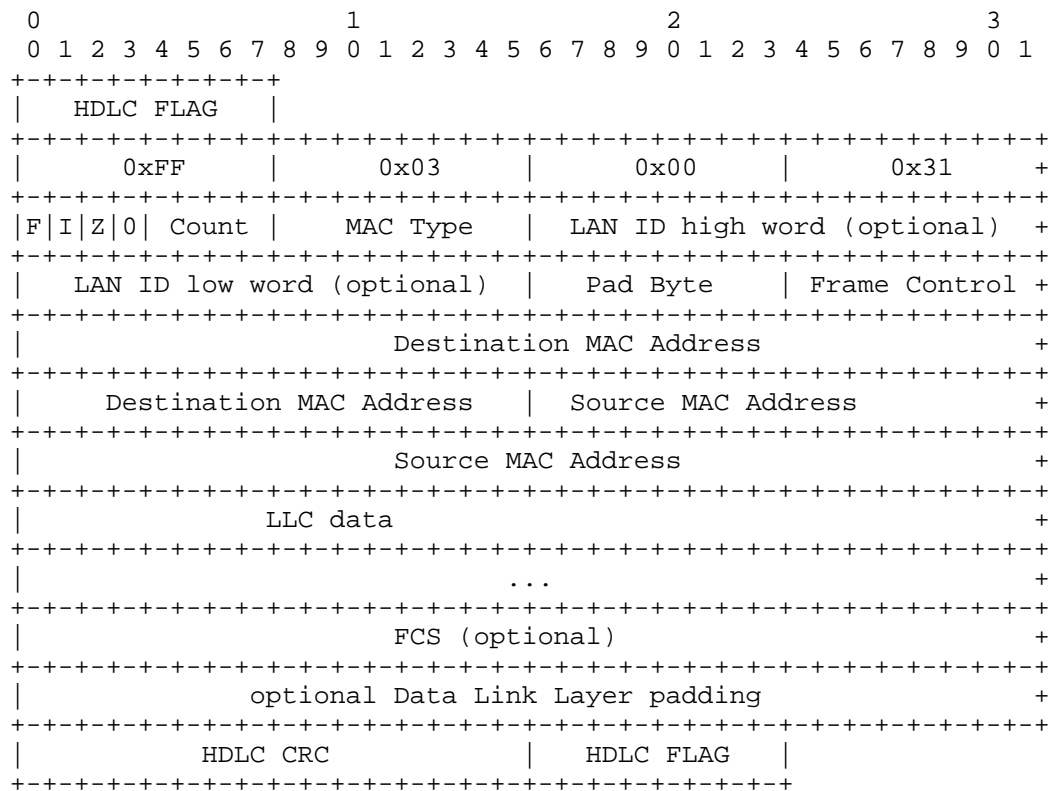 0                   1                   2                   3
 0 1 2 3 4 5 6 7 8 9 0 1 2 3 4 5 6 7 8 9 0 1 2 3 4 5 6 7 8 9 0 1
+-+-+-+-+-+-+-+-+
|   HDLC FLAG   |
+-+-+-+-+-+-+-+-+-+-+-+-+-+-+-+-+-+-+-+-+-+-+-+-+-+-+-+-+-+-+-+-+
|      0xFF     |      0x03     |      0x00     |      0x31     +
+-+-+-+-+-+-+-+-+-+-+-+-+-+-+-+-+-+-+-+-+-+-+-+-+-+-+-+-+-+-+-+-+
|F|I|Z|0| Count |    MAC Type   |  LAN ID high word (optional)  +
+-+-+-+-+-+-+-+-+-+-+-+-+-+-+-+-+-+-+-+-+-+-+-+-+-+-+-+-+-+-+-+-+
|   LAN ID low word (optional)  |   Pad Byte    | Frame Control +
+-+-+-+-+-+-+-+-+-+-+-+-+-+-+-+-+-+-+-+-+-+-+-+-+-+-+-+-+-+-+-+-+
|                       Destination MAC Address                 +
+-+-+-+-+-+-+-+-+-+-+-+-+-+-+-+-+-+-+-+-+-+-+-+-+-+-+-+-+-+-+-+-+
|     Destination MAC Address   |  Source MAC Address           +
+-+-+-+-+-+-+-+-+-+-+-+-+-+-+-+-+-+-+-+-+-+-+-+-+-+-+-+-+-+-+-+-+
|                       Source MAC Address                      +
+-+-+-+-+-+-+-+-+-+-+-+-+-+-+-+-+-+-+-+-+-+-+-+-+-+-+-+-+-+-+-+-+
|               LLC data                                        +
+-+-+-+-+-+-+-+-+-+-+-+-+-+-+-+-+-+-+-+-+-+-+-+-+-+-+-+-+-+-+-+-+
|                              ...                              +
+-+-+-+-+-+-+-+-+-+-+-+-+-+-+-+-+-+-+-+-+-+-+-+-+-+-+-+-+-+-+-+-+
|                       FCS (optional)                          +
+-+-+-+-+-+-+-+-+-+-+-+-+-+-+-+-+-+-+-+-+-+-+-+-+-+-+-+-+-+-+-+-+
|              optional Data Link Layer padding                 +
+-+-+-+-+-+-+-+-+-+-+-+-+-+-+-+-+-+-+-+-+-+-+-+-+-+-+-+-+-+-+-+-+
|           HDLC CRC            |   HDLC FLAG   |
+-+-+-+-+-+-+-+-+-+-+-+-+-+-+-+-+-+-+-+-+-+-+-+-+